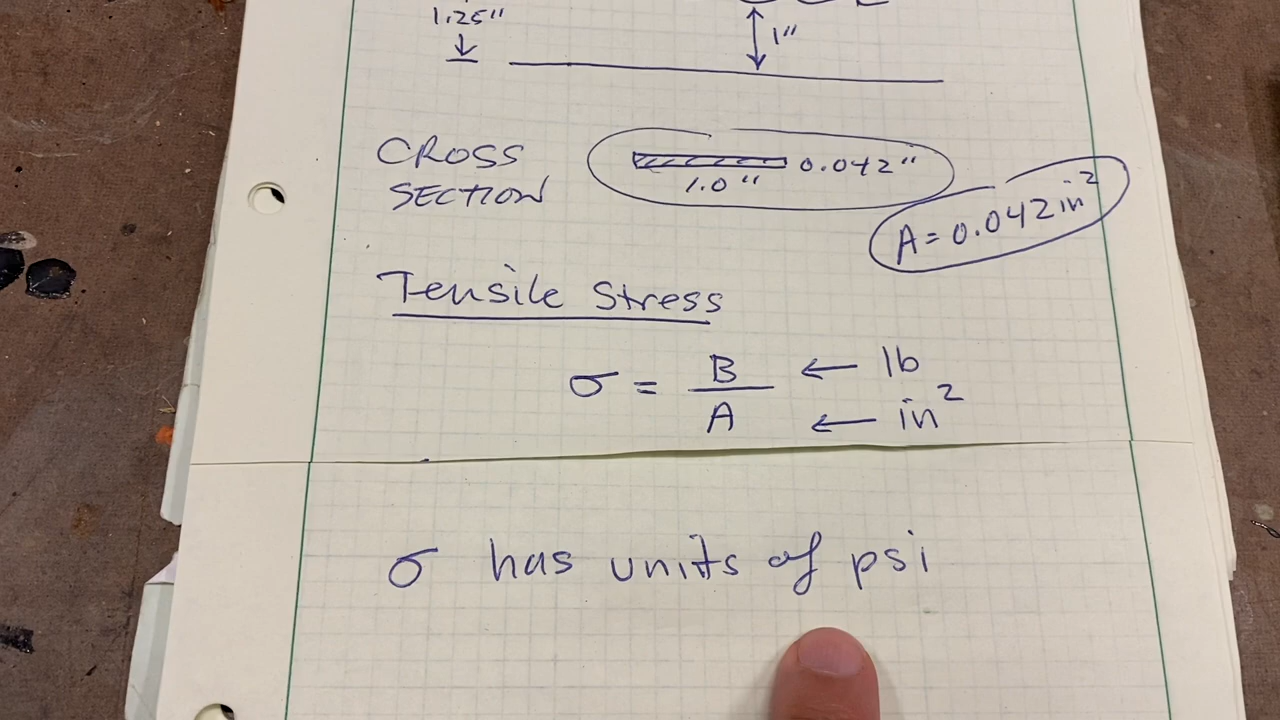 1.25"
1"
CROSS
SECTION
0.042"
1.0"
A = 0.042 in²
Tensile Stress
σ = B/A ← lb
← in²
σ has units of psi